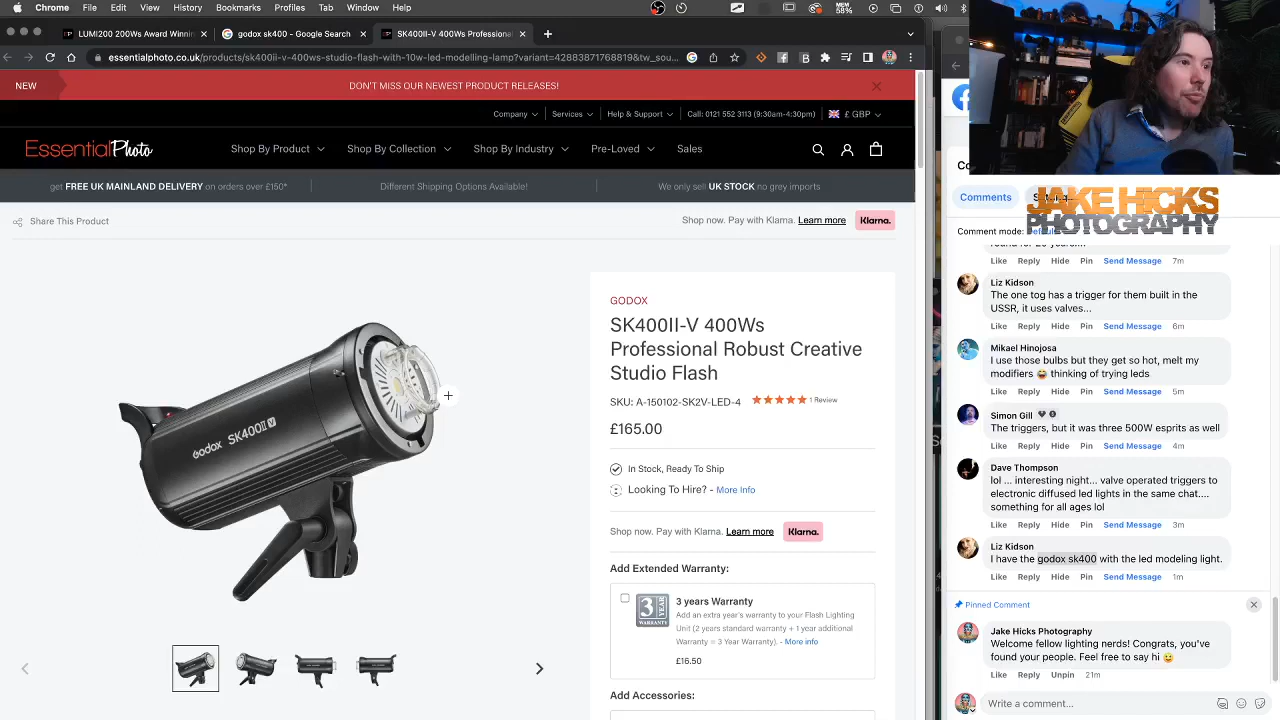 Chrome File Edit View History Bookmarks Profiles Tab Window Help
NEW 58%
LUMI200 200Ws Award Winnin
godox sk400 - Google Search
SK400II-V 400Ws Professional
essentialphoto.co.uk/products/sk400ii-v-400ws-studio-flash-with-10w-led-modelling-lamp?variant=42883871768819&tw_sou...
NEW
DON'T MISS OUR NEWEST PRODUCT RELEASES!
Company Services Help & Support Call: 0121 552 3113 (9:30am-4:30pm) £ GBP
EssentialPhoto
Shop By Product Shop By Collection Shop By Industry Pre-Loved Sales
get FREE UK MAINLAND DELIVERY on orders over £150*
Different Shipping Options Available!
We only sell UK STOCK no grey imports
Share This Product
Shop now. Pay with Klarna. Learn more Klarna.
Godox SK400II V
GODOX
SK400II-V 400Ws
Professional Robust Creative
Studio Flash
SKU: A-150102-SK2V-LED-4 1 Review
£165.00
In Stock, Ready To Ship
Looking To Hire? - More Info
Shop now. Pay with Klarna. Learn more Klarna.
Add Extended Warranty:
3 YEAR WARRANTY
3 years Warranty
Add an extra year's warranty to your Flash Lighting
Unit (2 years standard warranty + 1 year additional
Warranty = 3 Year Warranty). - More info
£16.50
Add Accessories:
JAKE HICKS
PHOTOGRAPHY
Comments
Comment mode: Default
Like Reply Hide Pin Send Message 7m
Liz Kidson
The one tog has a trigger for them built in the
USSR, it uses valves...
Like Reply Hide Pin Send Message 6m
Mikael Hinojosa
I use those bulbs but they get so hot, melt my
modifiers 😅 thinking of trying leds
Like Reply Hide Pin Send Message 5m
Simon Gill
The triggers, but it was three 500W esprits as well
Like Reply Hide Pin Send Message 4m
Dave Thompson
lol ... interesting night... valve operated triggers to
electronic diffused led lights in the same chat....
something for all ages lol
Like Reply Hide Pin Send Message 3m
Liz Kidson
I have the godox sk400 with the led modeling light.
Like Reply Hide Pin Send Message 1m
Pinned Comment
Jake Hicks Photography
Welcome fellow lighting nerds! Congrats, you've
found your people. Feel free to say hi 😉
Like Reply Unpin 21m
Write a comment...